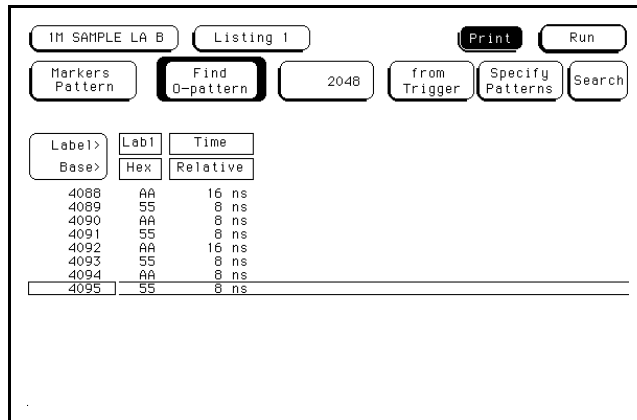 1M SAMPLE LA B Listing 1 Print Run
Markers Pattern Find O-pattern 2048 from Trigger Specify Patterns Search
Label> Lab1 Time
Base> Hex Relative
4088 AA 16 ns
4089 55 8 ns
4090 AA 8 ns
4091 55 8 ns
4092 AA 16 ns
4093 55 8 ns
4094 AA 8 ns
4095 55 8 ns